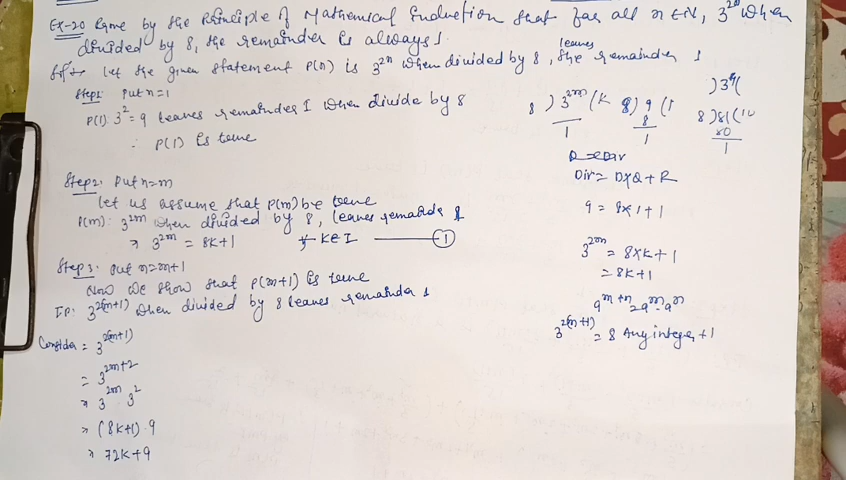 Ex-20 Prove by the Principle of Mathematical Induction that for all n ∈ N, 3^2n when
divided by 8, the remainder is always 1
Let the given statement P(n) is 3^2n when divided by 8, leaves the remainder 1
Step1 Put n=1
P(1) 3^2 = 9 leaves remainder 1 when divide by 8
∴ P(1) is true
Step2: Put n=m
Let us assume that P(m) be true
P(m): 3^2m when divided by 8, leaves remainder
⇒ 3^2m = 8K+1 K∈I ——— (1)
Step3: Put n=m+1
Now we show that P(m+1) is true
3^2(m+1) when divided by 8 leaves remainder 1
Consider = 3^2(m+1)
= 3^2m+2
⇒ 3^2m 3^2
⇒ (8K+1) · 9
⇒ 72K+9
)3^4(
8 ) 3^2m (K 8) 9 (1 8 )81(10
8 80
1 1 1
Div = D×Q + R
9 = 8×1+1
3^2m = 8×K+1
= 8K+1
a^m+n = a^m·a^n
3^2(m+1) = 8 Any integer +1